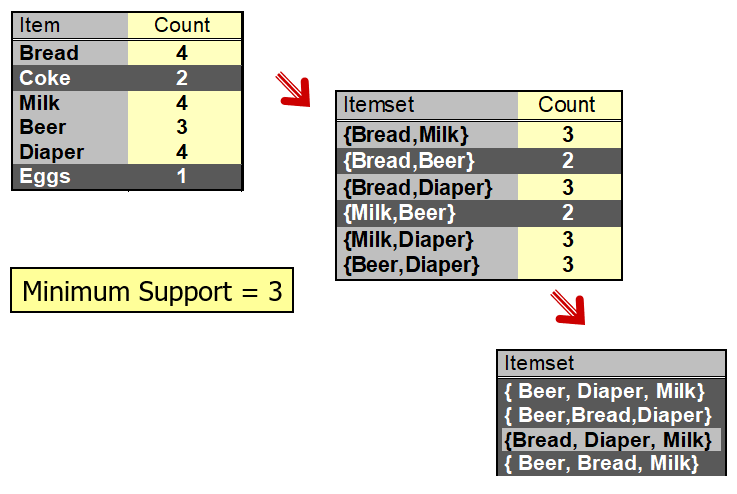 Item Count
Bread 4
Coke 2
Milk 4
Beer 3
Diaper 4
Eggs 1
Itemset Count
{Bread,Milk} 3
{Bread,Beer} 2
{Bread,Diaper} 3
{Milk,Beer} 2
{Milk,Diaper} 3
{Beer,Diaper} 3
Minimum Support = 3
Itemset
{ Beer, Diaper, Milk}
{ Beer,Bread,Diaper}
{Bread, Diaper, Milk}
{ Beer, Bread, Milk}